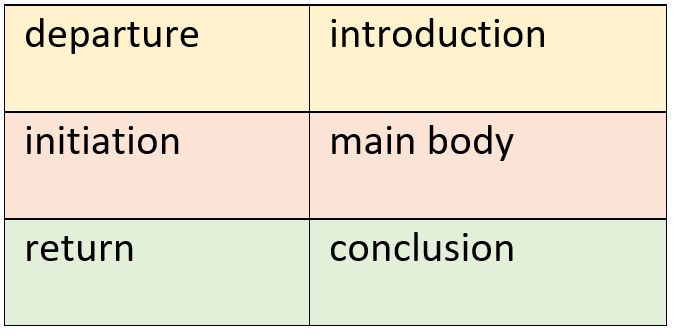 departure introduction
initiation main body
return conclusion